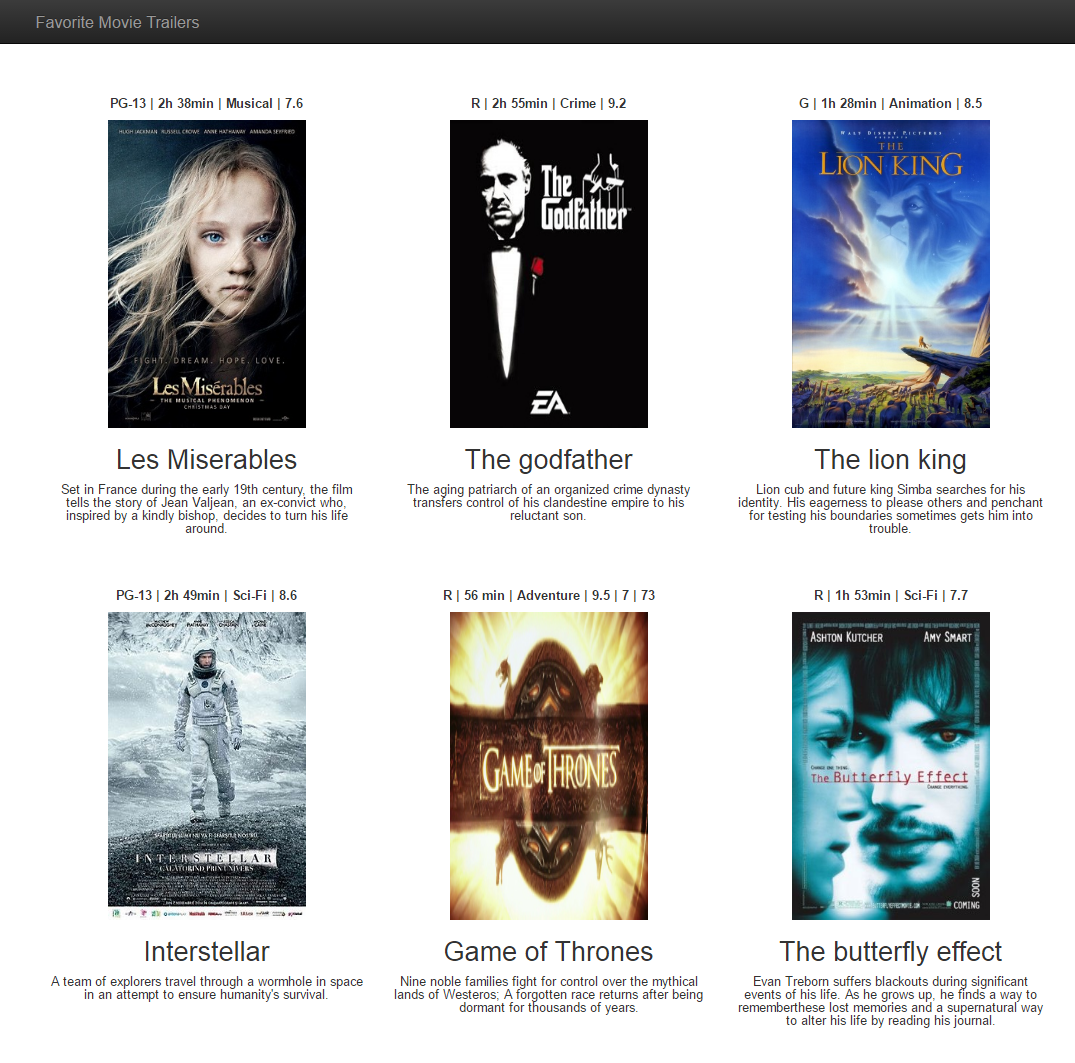 Favorite Movie Trailers
PG-13 | 2h 38min | Musical | 7.6
HUGH JACKMAN RUSSELL CROWE ANNE HATHAWAY AMANDA SEYFRIED
FIGHT. DREAM. HOPE. LOVE.
Les Misérables
THE MUSICAL PHENOMENON
CHRISTMAS DAY
Les Miserables
Set in France during the early 19th century, the film
tells the story of Jean Valjean, an ex-convict who,
inspired by a kindly bishop, decides to turn his life
around.
R | 2h 55min | Crime | 9.2
The
Godfather
EA
The godfather
The aging patriarch of an organized crime dynasty
transfers control of his clandestine empire to his
reluctant son.
G | 1h 28min | Animation | 8.5
WALT DISNEY PICTURES
PRESENTS
THE
LION KING
The lion king
Lion cub and future king Simba searches for his
identity. His eagerness to please others and penchant
for testing his boundaries sometimes gets him into
trouble.
PG-13 | 2h 49min | Sci-Fi | 8.6
INTERSTELLAR
CĂLĂTORIND PRIN UNIVERS
Interstellar
A team of explorers travel through a wormhole in space
in an attempt to ensure humanity's survival.
R | 56 min | Adventure | 9.5 | 7 | 73
GAME OF THRONES
Game of Thrones
Nine noble families fight for control over the mythical
lands of Westeros; A forgotten race returns after being
dormant for thousands of years.
R | 1h 53min | Sci-Fi | 7.7
ASHTON KUTCHER AMY SMART
CHANGE ONE THING.
The Butterfly Effect
CHANGE EVERYTHING.
COMING SOON
The butterfly effect
Evan Treborn suffers blackouts during significant
events of his life. As he grows up, he finds a way to
rememberthese lost memories and a supernatural way
to alter his life by reading his journal.